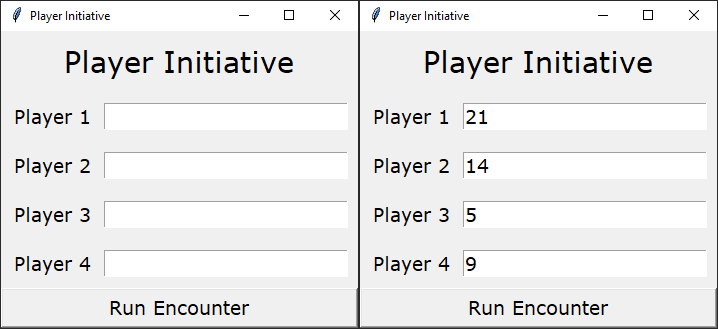 Player Initiative
Player Initiative
Player 1
Player 2
Player 3
Player 4
Run Encounter
Player Initiative
Player Initiative
Player 1 21
Player 2 14
Player 3 5
Player 4 9
Run Encounter